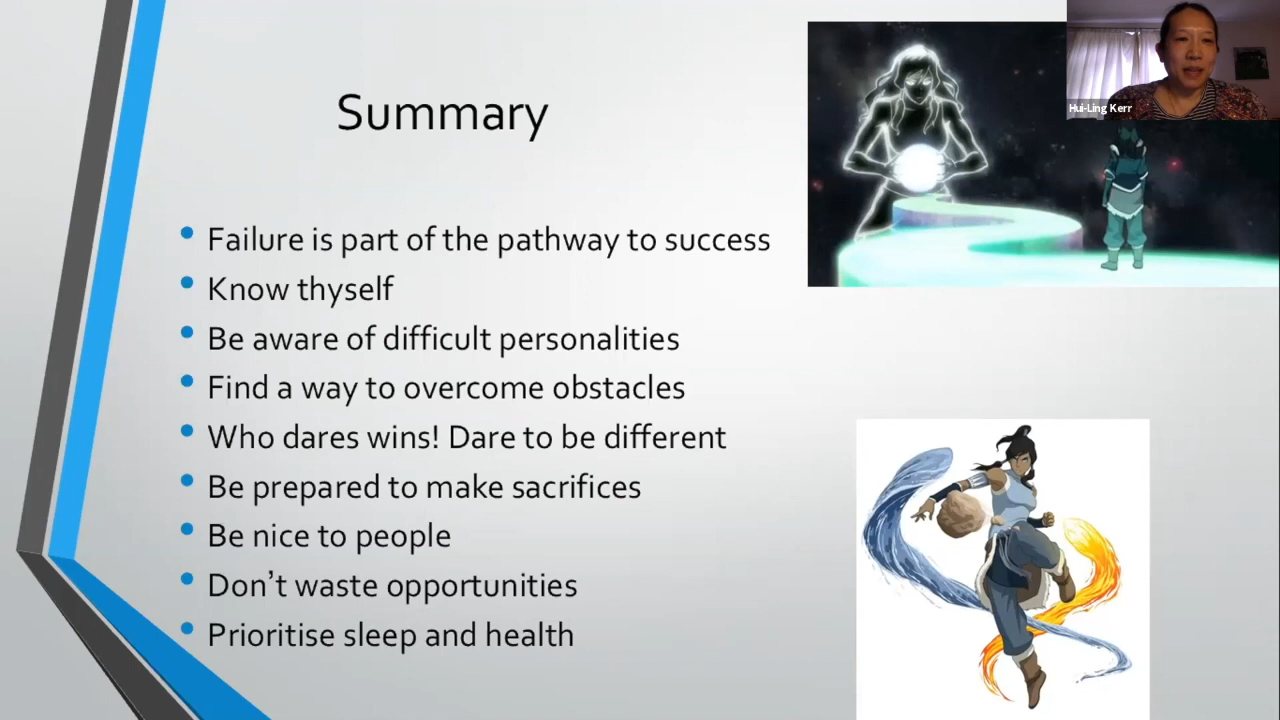 Summary
Hui-Ling Kerr
Failure is part of the pathway to success
Know thyself
Be aware of difficult personalities
Find a way to overcome obstacles
Who dares wins! Dare to be different
Be prepared to make sacrifices
Be nice to people
Don’t waste opportunities
Prioritise sleep and health